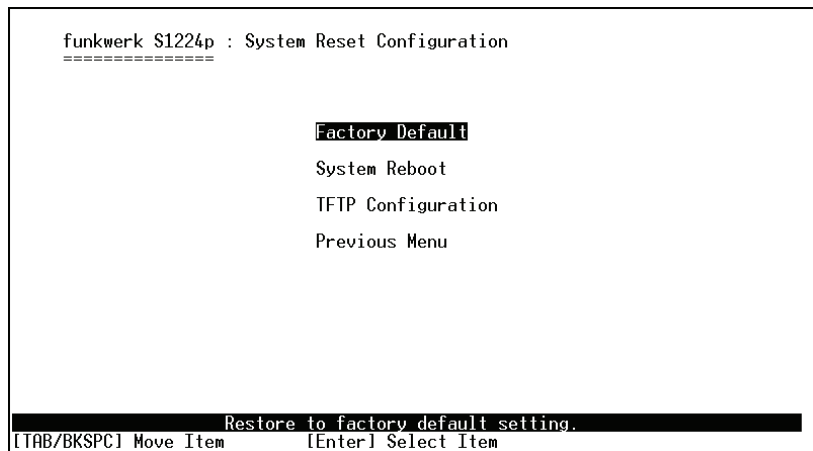 funkwerk S1224p : System Reset Configuration
===============
Factory Default
System Reboot
TFTP Configuration
Previous Menu
Restore to factory default setting.
[TAB/BKSPC] Move Item [Enter] Select Item